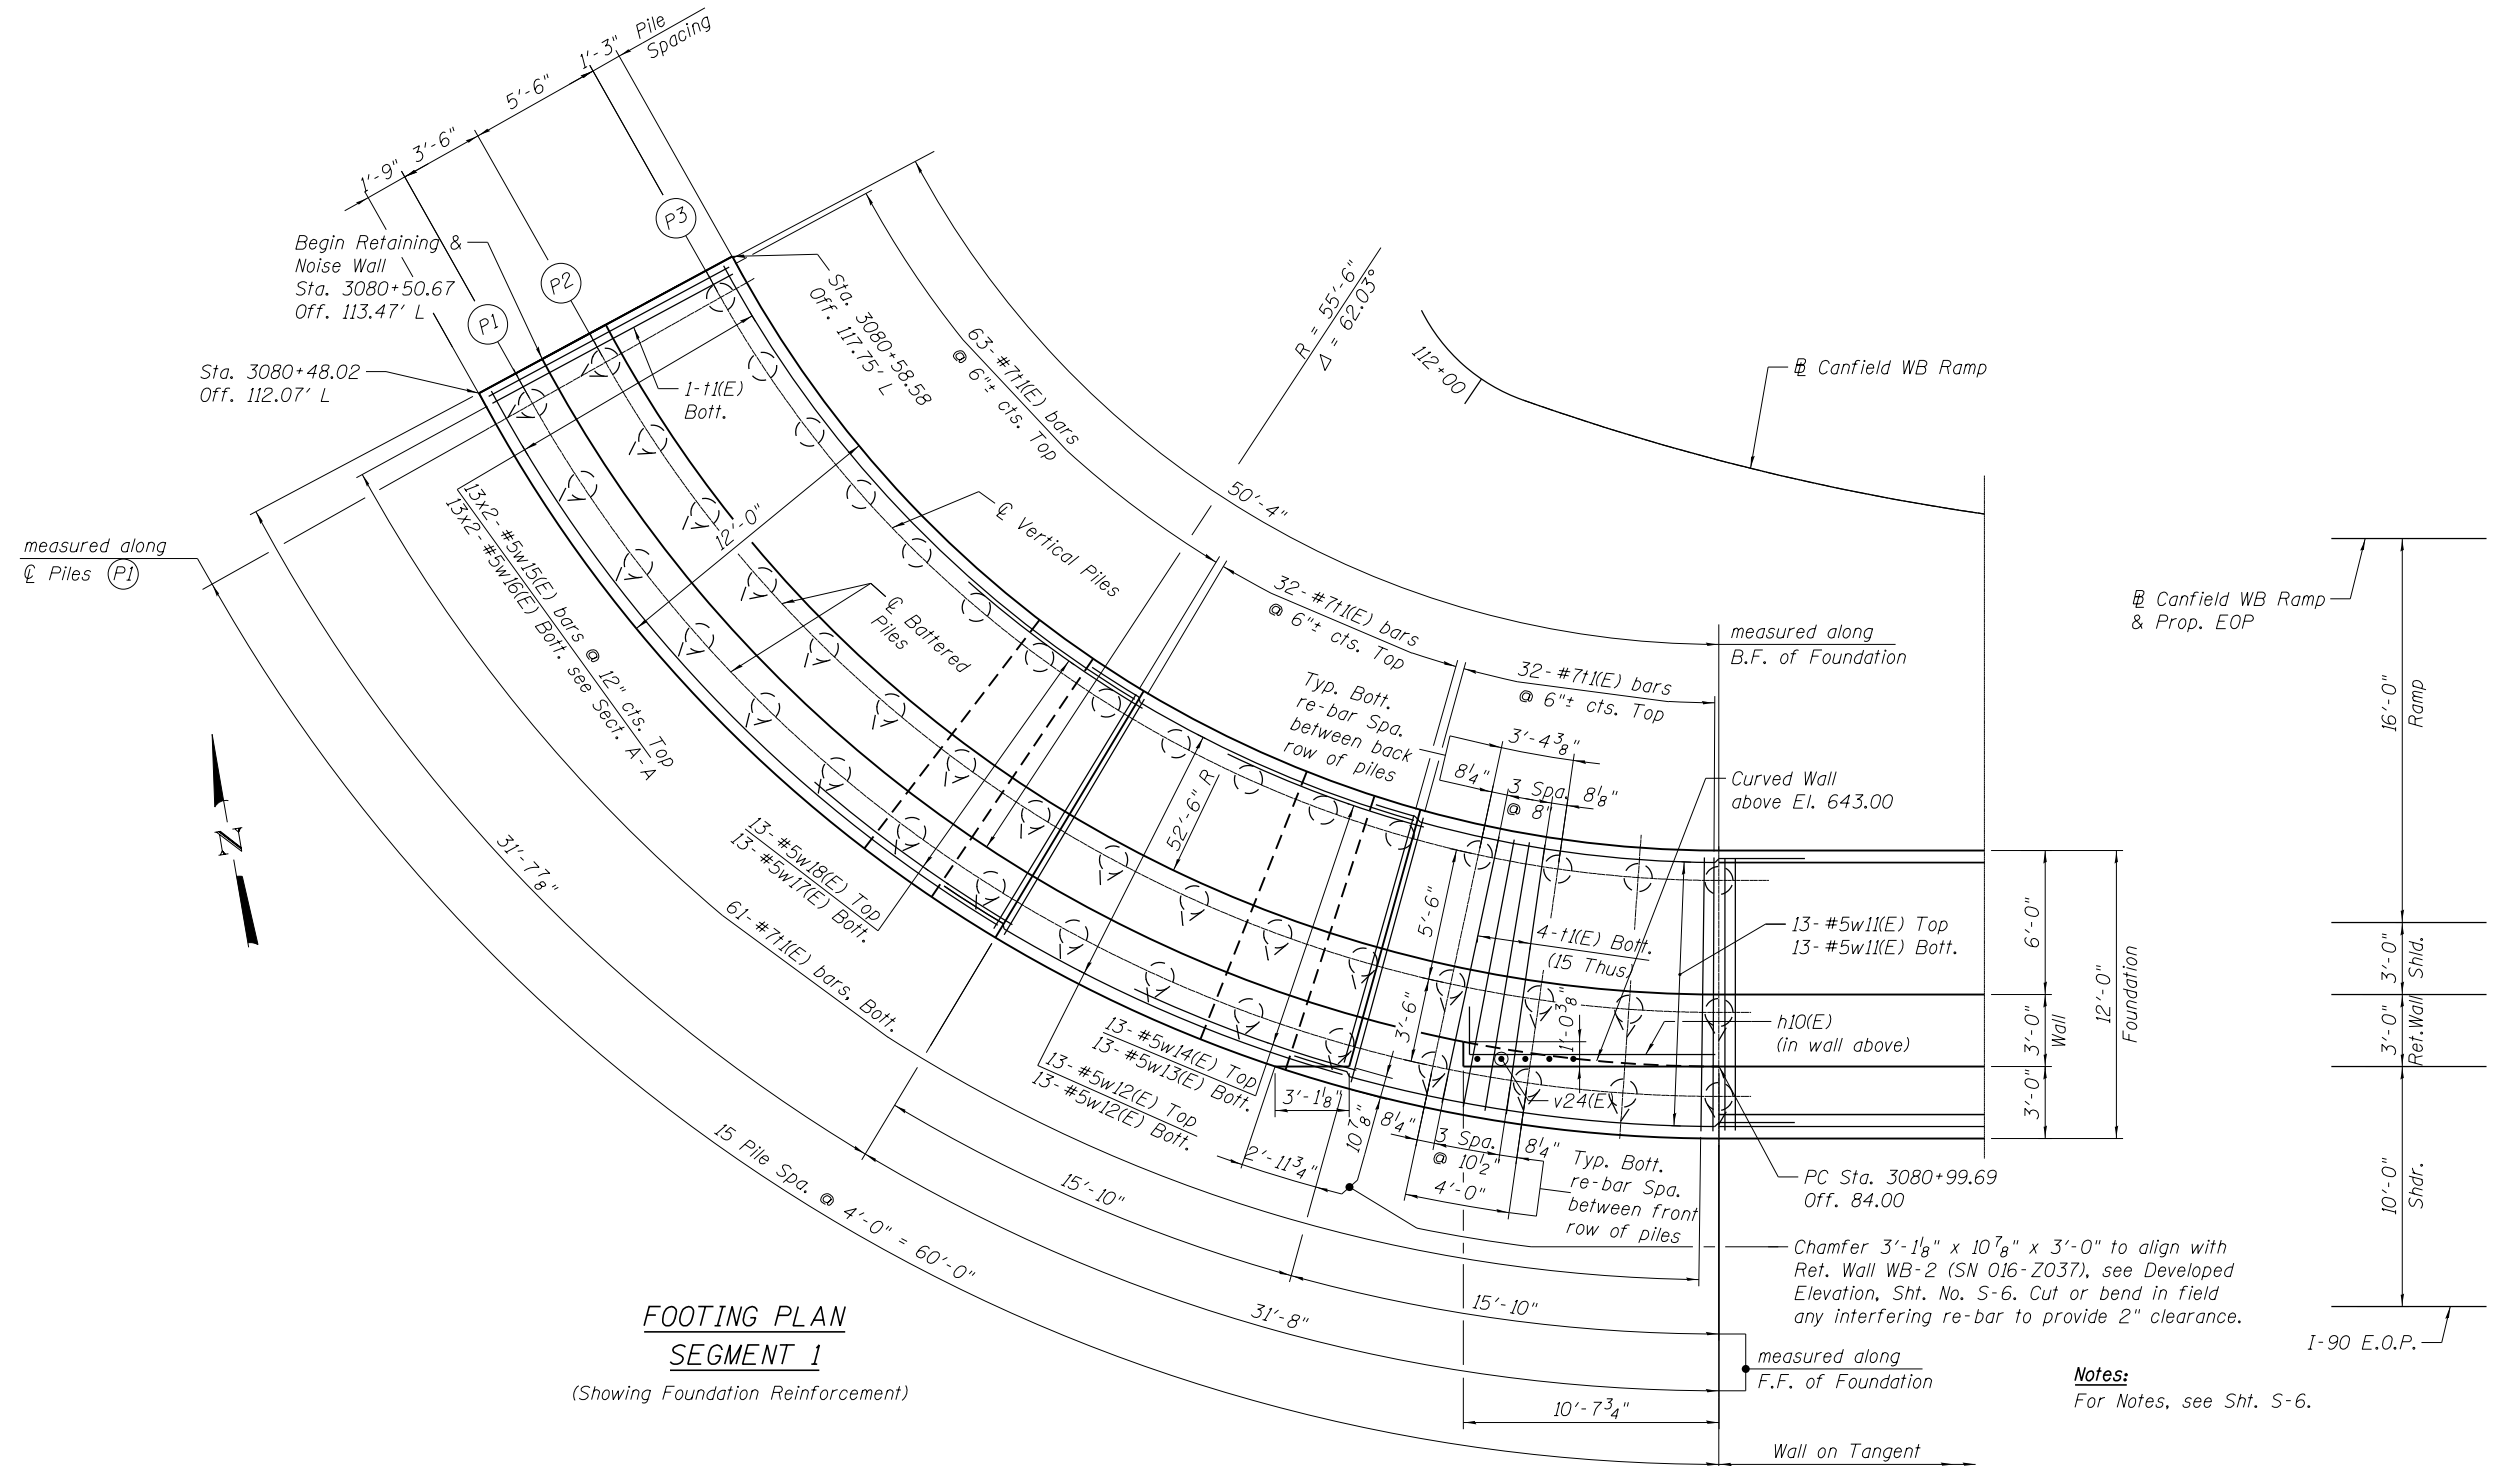 1'-9"
3'-6"
5'-6"
1'-3"
Pile
Spacing
P1
P2
P3
Begin Retaining &
Noise Wall
Sta. 3080+50.67
Off. 113.47' L
Sta. 3080+48.02
Off. 112.07' L
Sta. 3080+58.58
Off. 117.75' L
1-t1(E)
Bott.
63-#7t1(E) bars
@ 6"± cts. Top
50'-4"
R = 55'-6"
Δ = 62.03°
112+00
℄ Canfield WB Ramp
measured along
℄ Piles P1
13x2-#5w15(E) bars @ 12" cts. Top
13x2-#5w16(E) Bott. see Sect. A-A
12'-0"
℄ Vertical Piles
℄ Battered
Piles
32-#7t1(E) bars
@ 6"± cts. Top
32-#7t1(E) bars
@ 6"± cts. Top
measured along
B.F. of Foundation
Typ. Bott.
re-bar Spa.
between back
row of piles
3'-4 3/8"
8 1/4"
3 Spa.
@ 8"
8 1/8"
Curved Wall
above El. 643.00
52'-6" R
13-#5w18(E) Top
13-#5w17(E) Bott.
61-#7t1(E) bars, Bott.
31'-7 7/8"
N
5'-6"
3'-6"
4-t1(E) Bott.
(15 Thus)
1'-0 3/8"
13-#5w11(E) Top
13-#5w11(E) Bott.
h10(E)
(in wall above)
v24(E)
6'-0"
3'-0"
Wall
3'-0"
12'-0"
Foundation
℄ Canfield WB Ramp
& Prop. EOP
16'-0"
Ramp
3'-0"
Shld.
3'-0"
Ret.Wall
10'-0"
Shdr.
I-90 E.O.P.
13-#5w14(E) Top
13-#5w13(E) Bott.
13-#5w12(E) Top
13-#5w12(E) Bott.
3'-1 1/8"
10 7/8"
2'-11 3/4"
8 1/4"
3 Spa.
@ 10 1/2"
8 1/4"
4'-0"
Typ. Bott.
re-bar Spa.
between front
row of piles
PC Sta. 3080+99.69
Off. 84.00
Chamfer 3'-1 1/8" x 10 7/8" x 3'-0" to align with
Ret. Wall WB-2 (SN 016-Z037), see Developed
Elevation, Sht. No. S-6. Cut or bend in field
any interfering re-bar to provide 2" clearance.
15'-10"
15'-10"
31'-8"
15 Pile Spa. @ 4'-0" = 60'-0"
measured along
F.F. of Foundation
10'-7 3/4"
Wall on Tangent
FOOTING PLAN
SEGMENT 1
(Showing Foundation Reinforcement)
Notes:
For Notes, see Sht. S-6.